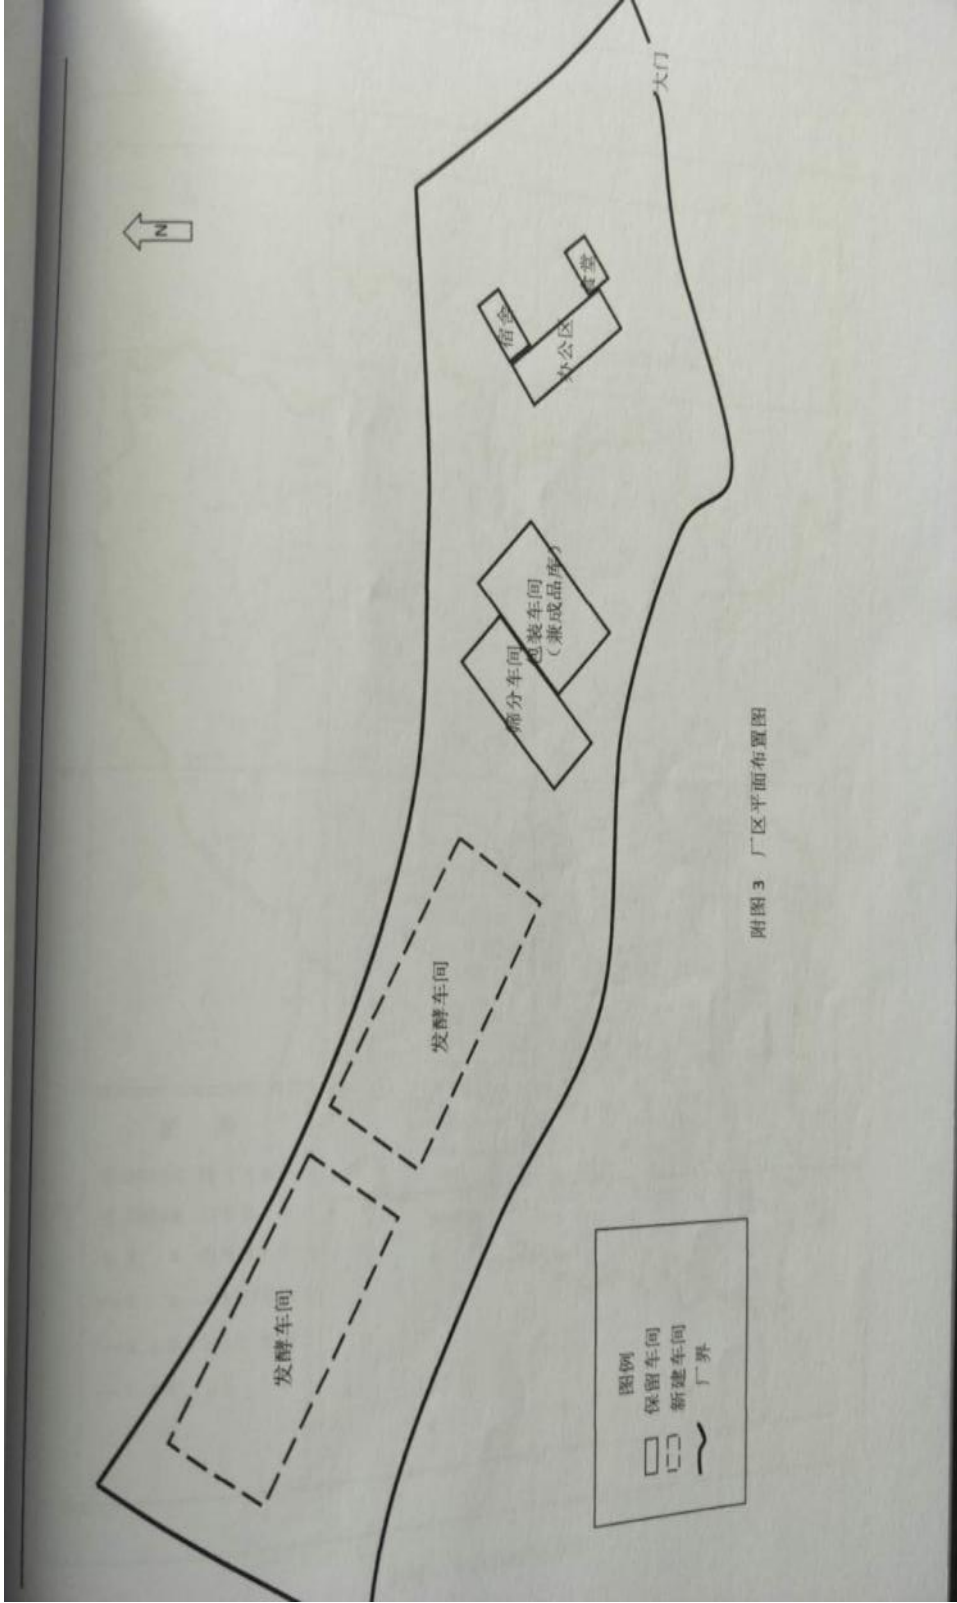 大门
N
食堂
宿舍
办公区
包装车间
（兼成品库）
筛分车间
发酵车间
发酵车间
图例
保留车间
新建车间
厂界
附图 3 厂区平面布置图